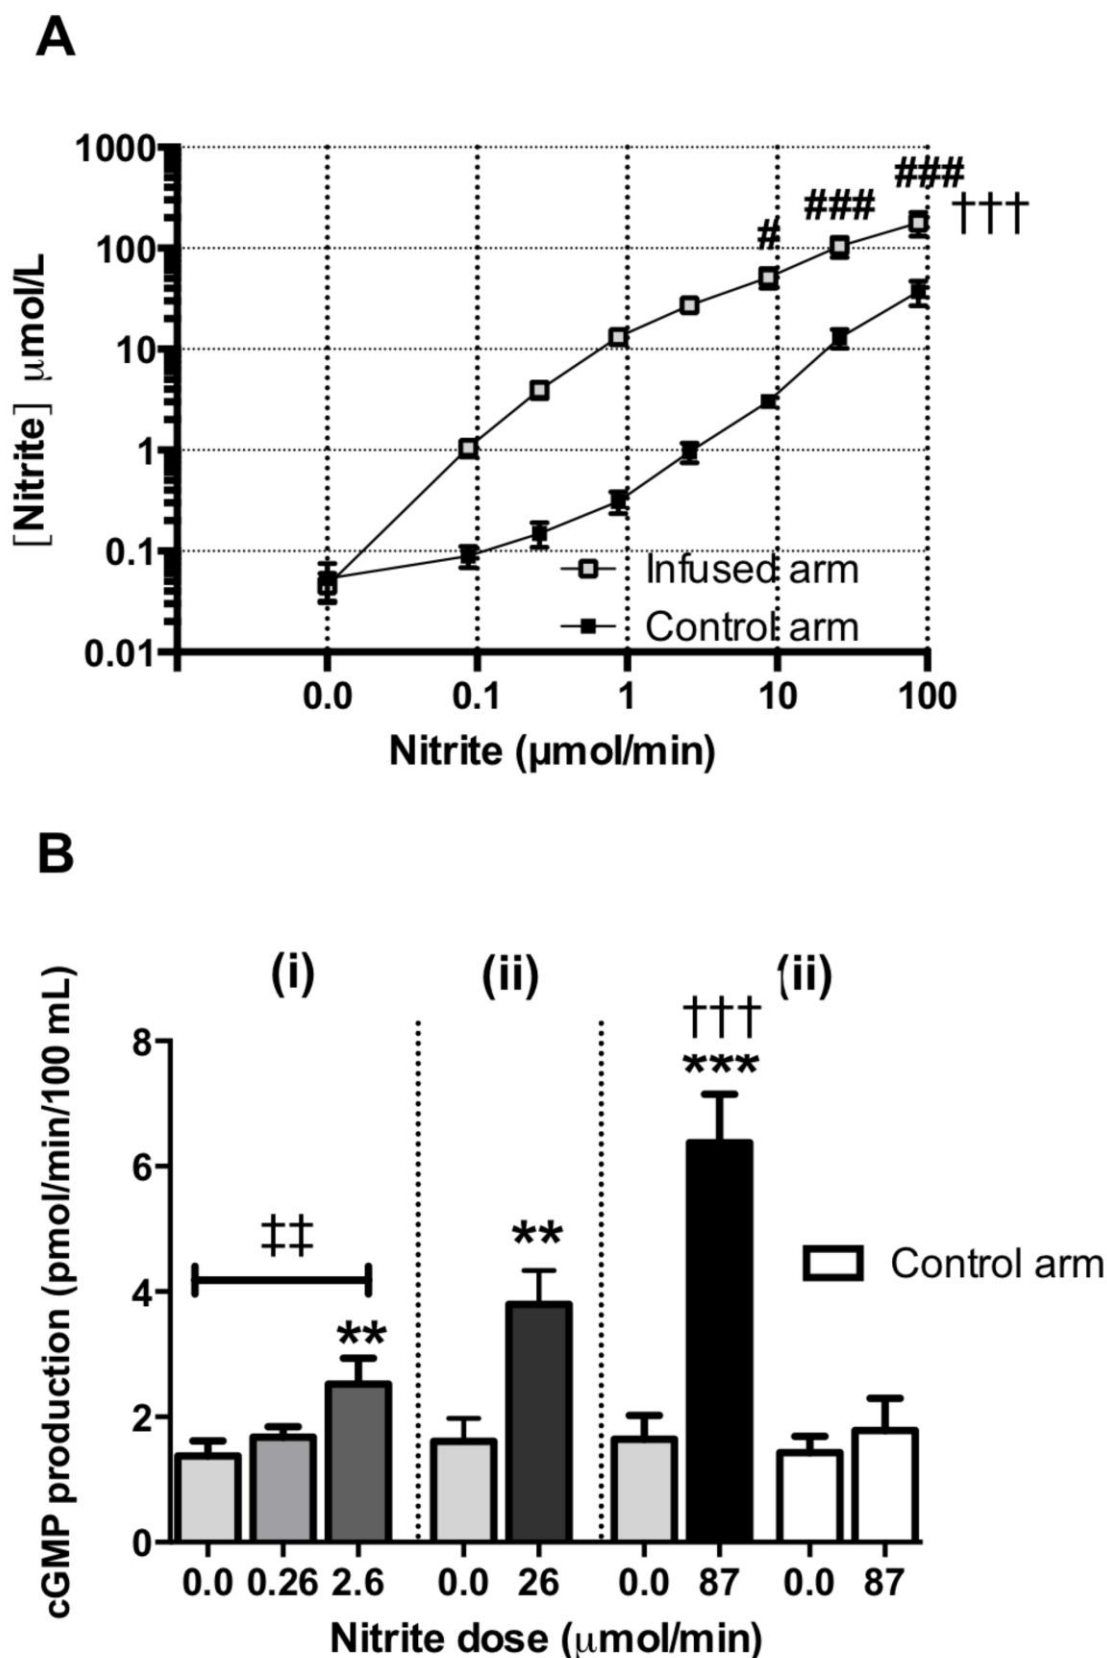 A
1000
100
10
1
0.1
0.01
[Nitrite] μmol/L
#
###
###
†††
Infused arm
Control arm
0.0 0.1 1 10 100
Nitrite (μmol/min)
B
(i) (ii) (ii)
cGMP production (pmol/min/100 mL)
8
6
4
2
0
‡‡
**
**
†††
***
Control arm
0.0 0.26 2.6 0.0 26 0.0 87 0.0 87
Nitrite dose (μmol/min)